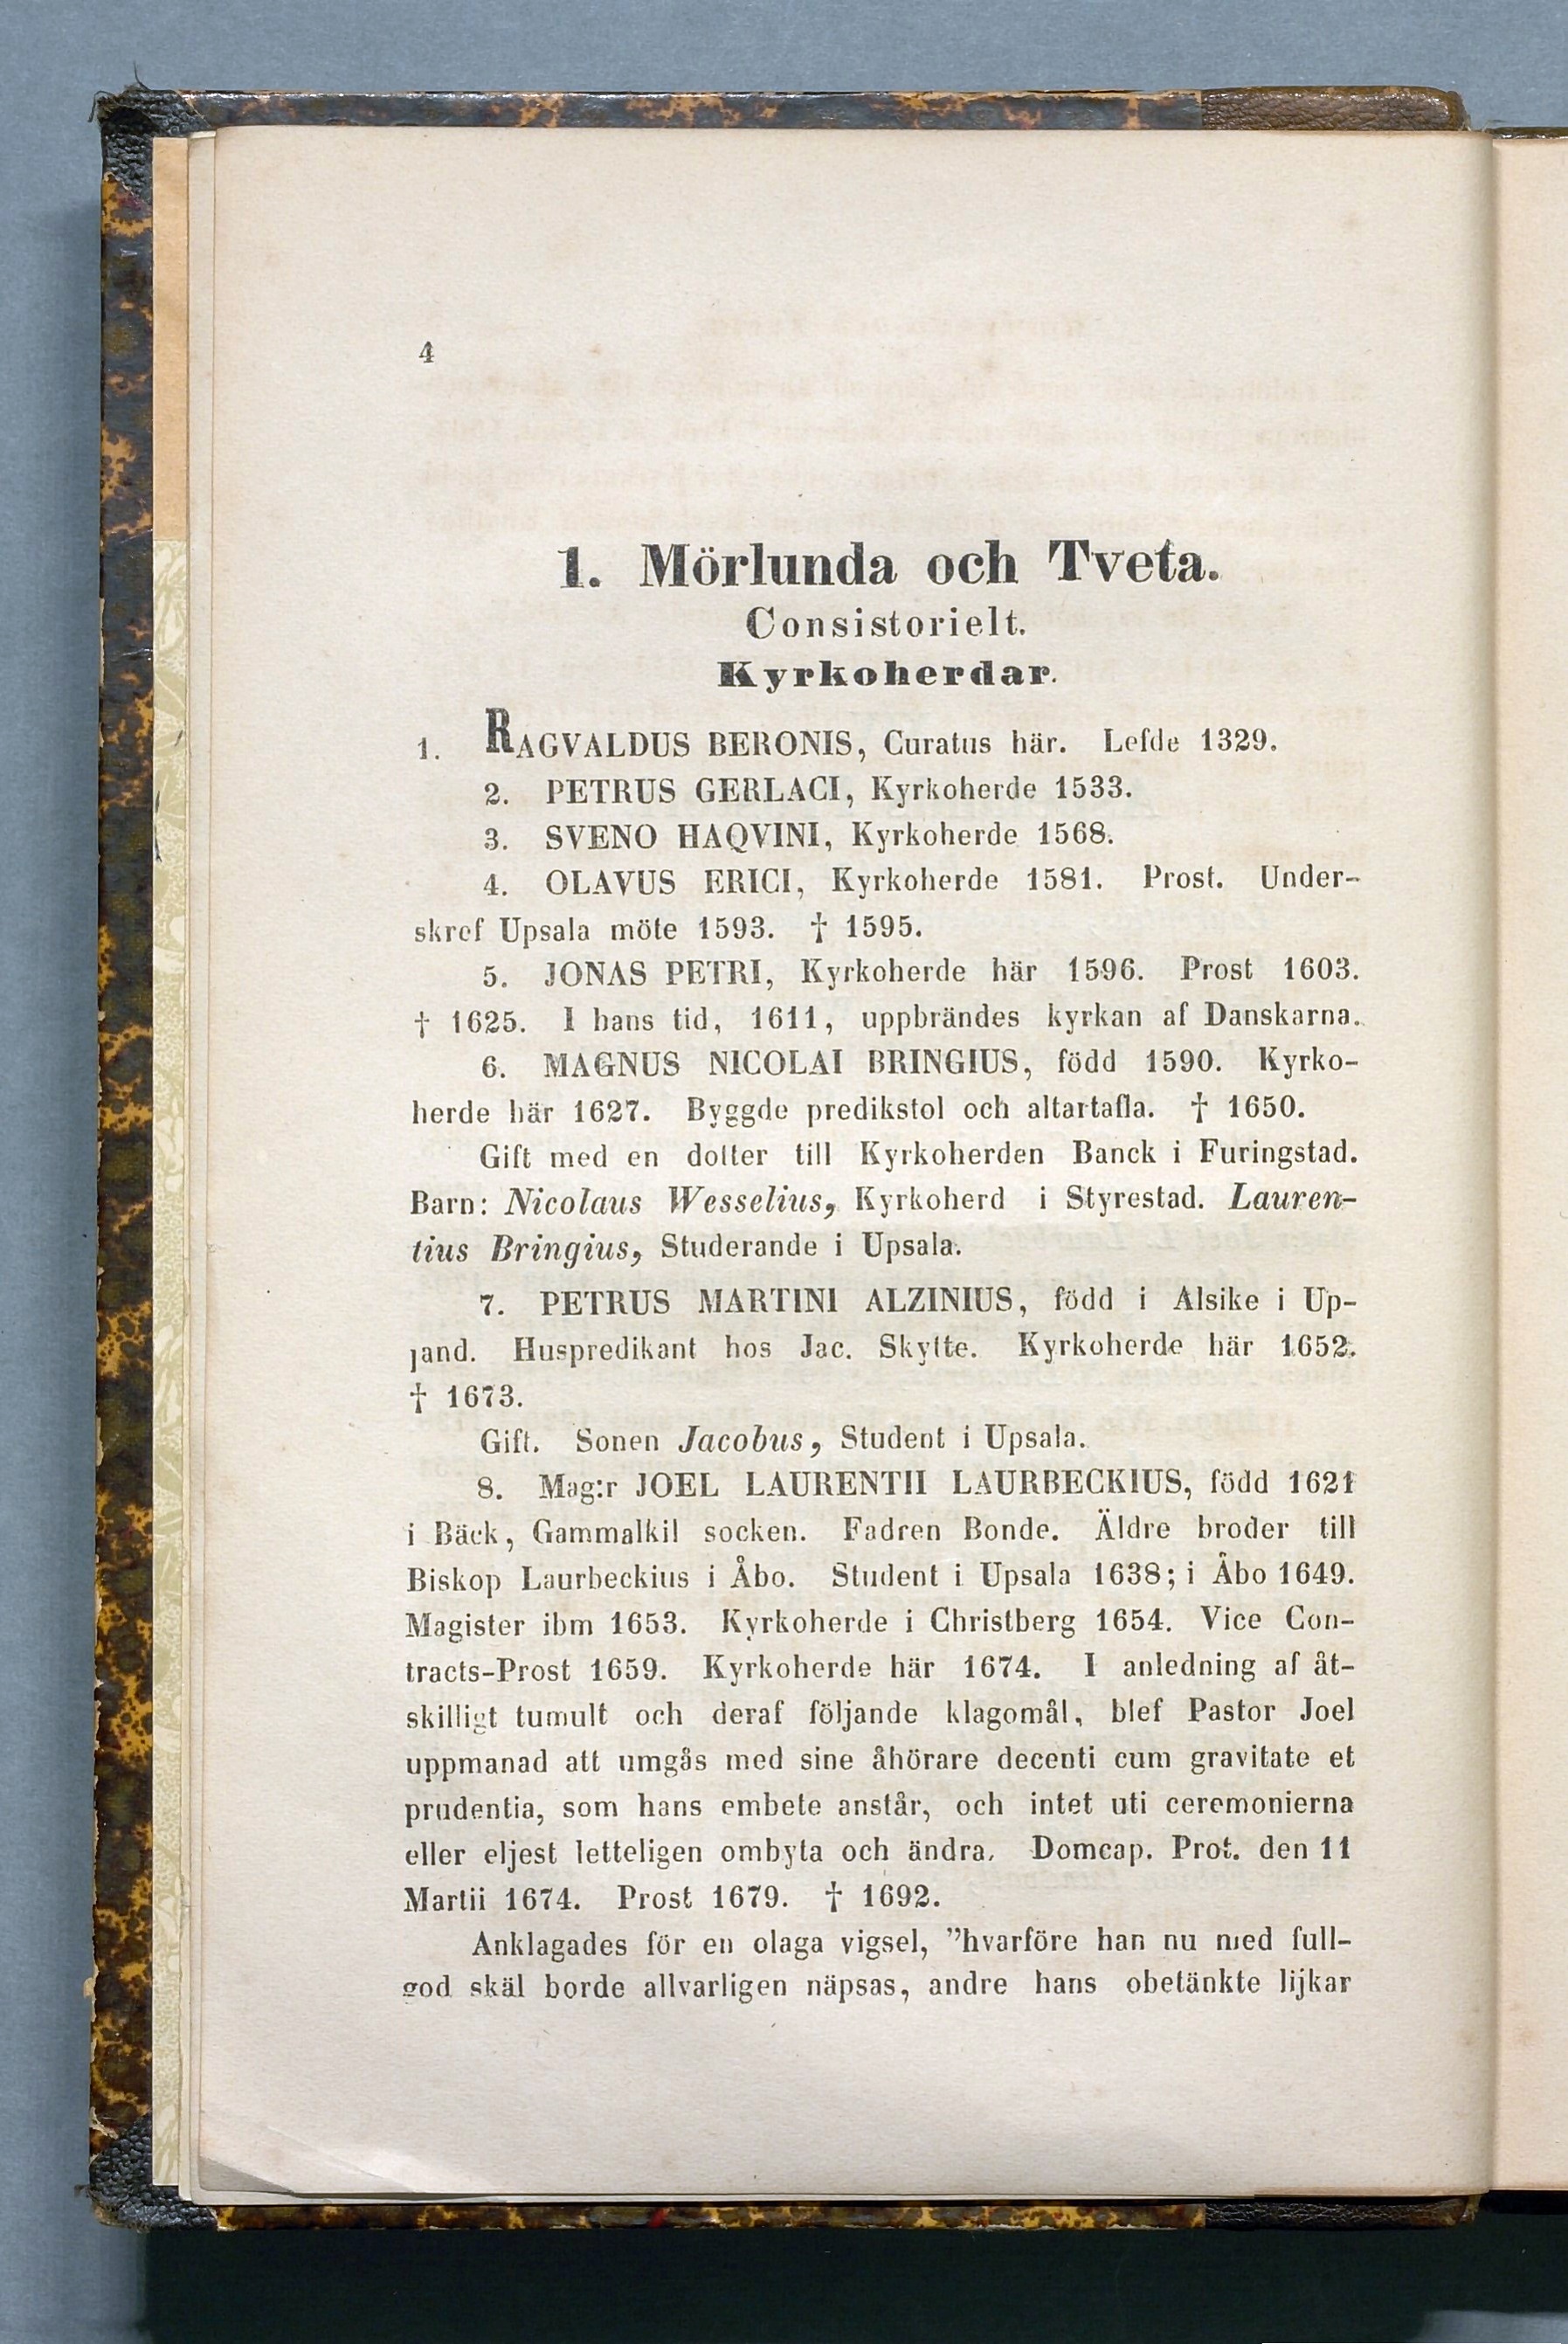 4
1. Mörlunda och Tveta.
Consistorielt.
Kyrkoherdar.
1. RAGVALDUS BERONIS, Curatus här. Lefde 1329.
2. PETRUS GERLACI, Kyrkoherde 1533.
3. SVENO HAQVINI, Kyrkoherde 1568.
4. OLAVUS ERICI, Kyrkoherde 1581. Prost. Under-
skref Upsala möte 1593. † 1595.
5. JONAS PETRI, Kyrkoherde här 1596. Prost 1603.
† 1625. I hans tid, 1611, uppbrändes kyrkan af Danskarna.
6. MAGNUS NICOLAI BRINGIUS, född 1590. Kyrko-
herde här 1627. Byggde predikstol och altartafla. † 1650.
Gift med en dotter till Kyrkoherden Banck i Furingstad.
Barn: Nicolaus Wesselius, Kyrkoherd i Styrestad. Lauren-
tius Bringius, Studerande i Upsala.
7. PETRUS MARTINI ALZINIUS, född i Alsike i Up-
land. Huspredikant hos Jac. Skytte. Kyrkoherde här 1652.
† 1673.
Gift. Sonen Jacobus, Student i Upsala.
8. Mag:r JOEL LAURENTII LAURBECKIUS, född 1621
i Bäck, Gammalkil socken. Fadren Bonde. Äldre broder till
Biskop Laurbeckius i Åbo. Student i Upsala 1638; i Åbo 1649.
Magister ibm 1653. Kyrkoherde i Christberg 1654. Vice Con-
tracts-Prost 1659. Kyrkoherde här 1674. I anledning af åt-
skilligt tumult och deraf följande klagomål, blef Pastor Joel
uppmanad att umgås med sine åhörare decenti cum gravitate et
prudentia, som hans embete anstår, och intet uti ceremonierna
eller eljest letteligen ombyta och ändra. Domcap. Prot. den 11
Martii 1674. Prost 1679. † 1692.
Anklagades för en olaga vigsel, "hvarföre han nu med full-
god skäl borde allvarligen näpsas, andre hans obetänkte lijkar